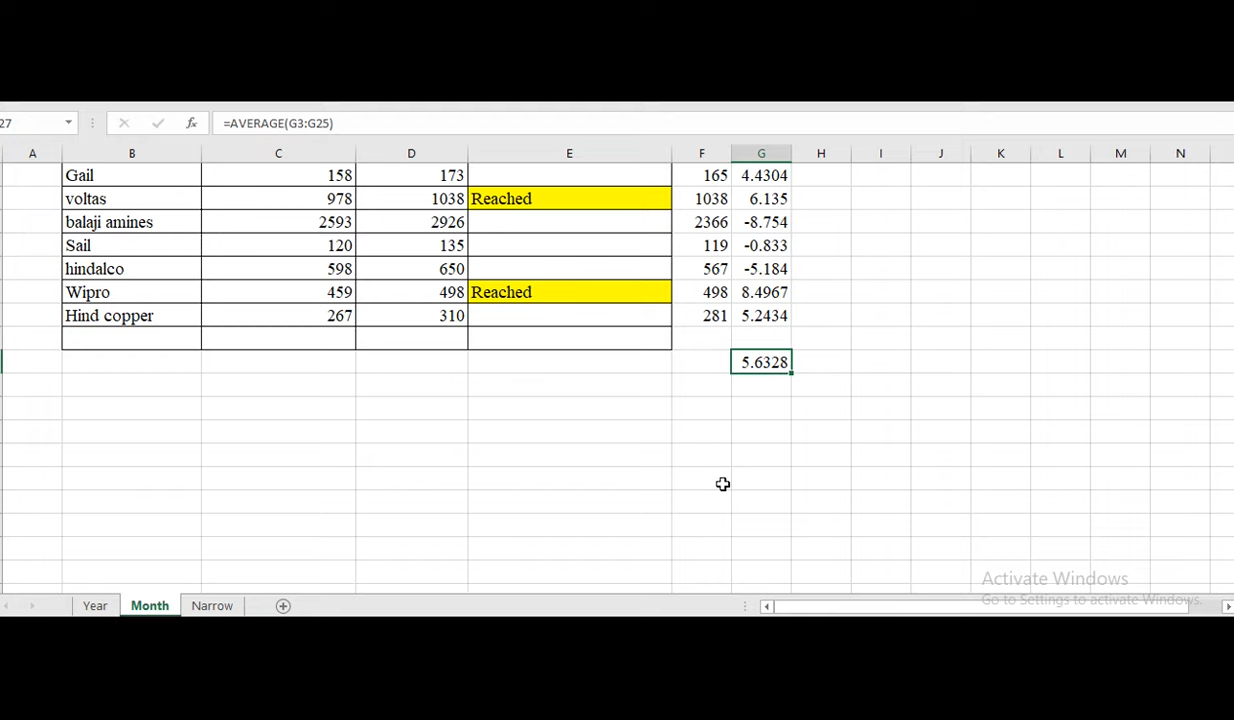 27 fx =AVERAGE(G3:G25)
A B C D E F G H I J K L M N
Gail 158 173 165 4.4304
voltas 978 1038 Reached 1038 6.135
balaji amines 2593 2926 2366 -8.754
Sail 120 135 119 -0.833
hindalco 598 650 567 -5.184
Wipro 459 498 Reached 498 8.4967
Hind copper 267 310 281 5.2434
5.6328
Activate Windows
Go to Settings to activate Windows.
Year Month Narrow